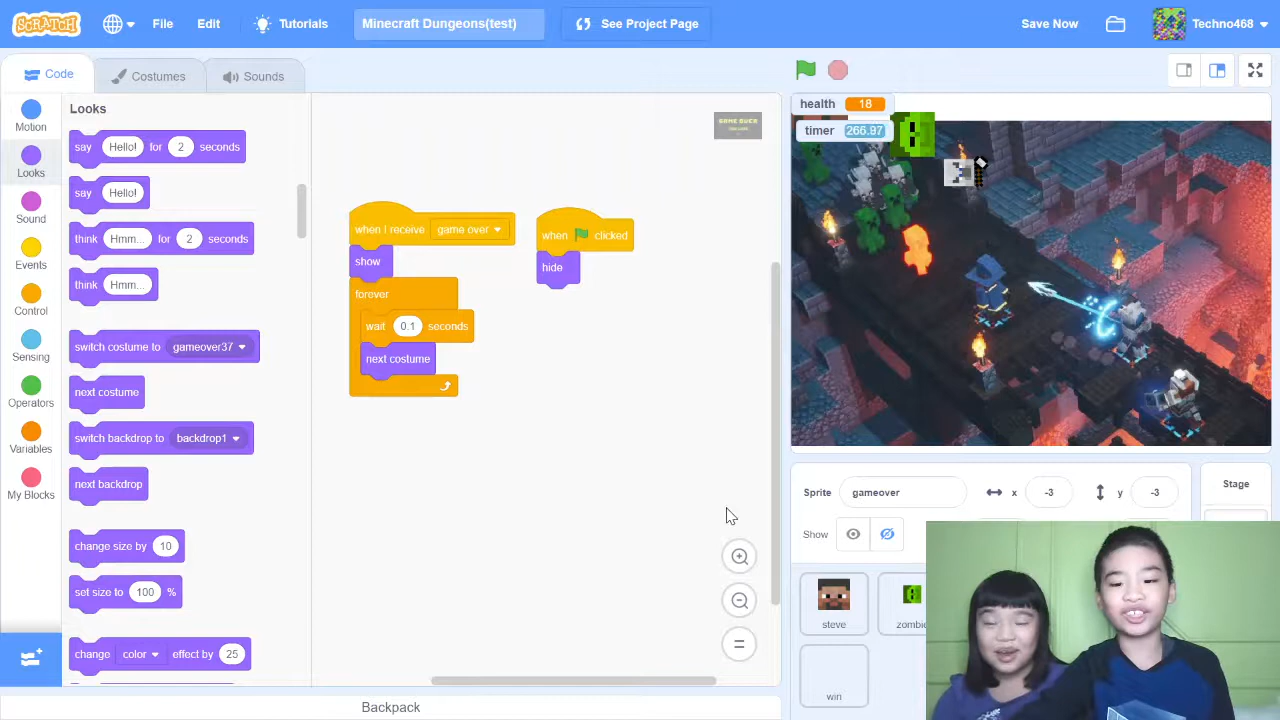 SCRATCH File Edit Tutorials Minecraft Dungeons(test) See Project Page Save Now Techno468
Code Costumes Sounds
Motion
Looks
Sound
Events
Control
Sensing
Operators
Variables
My Blocks
Looks
say Hello! for 2 seconds
say Hello!
think Hmm... for 2 seconds
think Hmm...
switch costume to gameover37
next costume
switch backdrop to backdrop1
next backdrop
change size by 10
set size to 100 %
change color effect by 25
when I receive game over
show
forever
wait 0.1 seconds
next costume
when clicked
hide
GAME OVER
Backpack
health 18
timer 266.97
Sprite gameover x -3 y -3
Show
Stage
steve
zombie
win